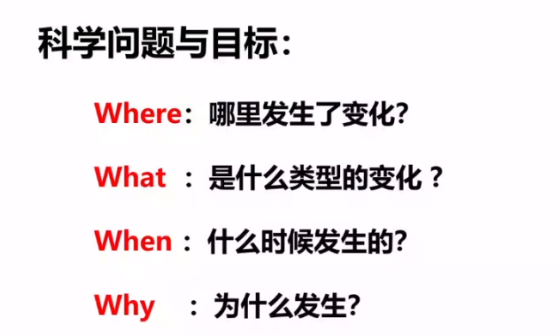 科学问题与目标：
Where：哪里发生了变化？
What ：是什么类型的变化？
When ：什么时候发生的？
Why ：为什么发生？